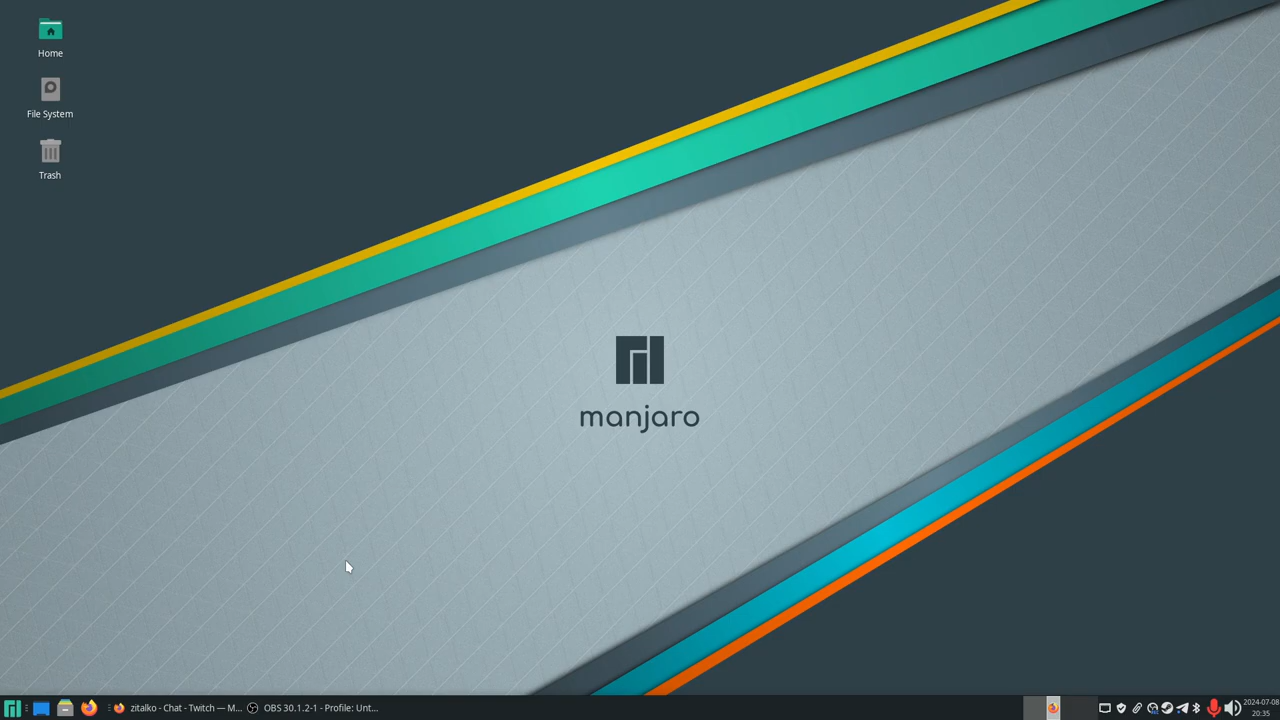 Home
File System
Trash
manjaro
zitalko - Chat - Twitch — M...
OBS 30.1.2-1 - Profile: Unt...
2024-07-08
20:35